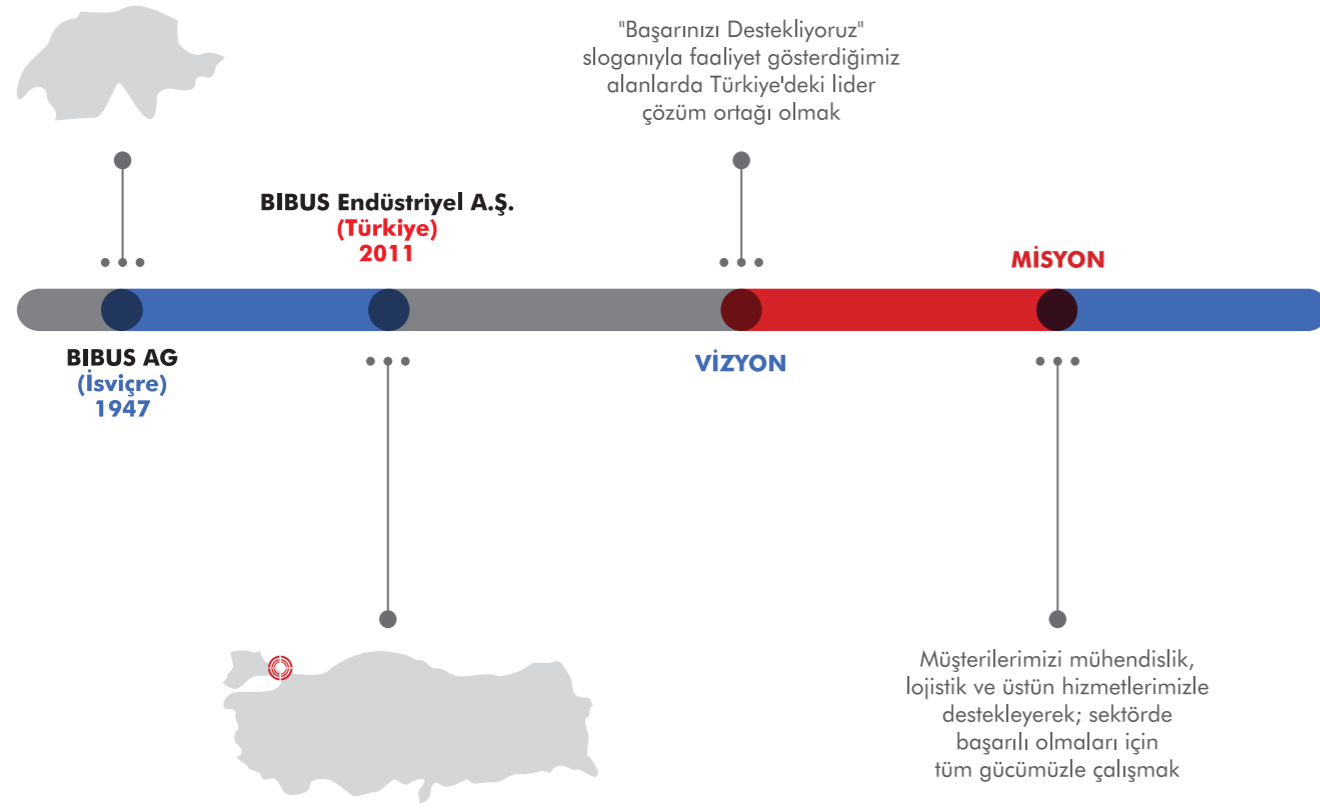 "Başarınızı Destekliyoruz"
sloganıyla faaliyet gösterdiğimiz
alanlarda Türkiye'deki lider
çözüm ortağı olmak
BIBUS Endüstriyel A.Ş.
(Türkiye)
2011
MİSYON
BIBUS AG
(İsviçre)
1947
VİZYON
Müşterilerimizi mühendislik,
lojistik ve üstün hizmetlerimizle
destekleyerek; sektörde
başarılı olmaları için
tüm gücümüzle çalışmak